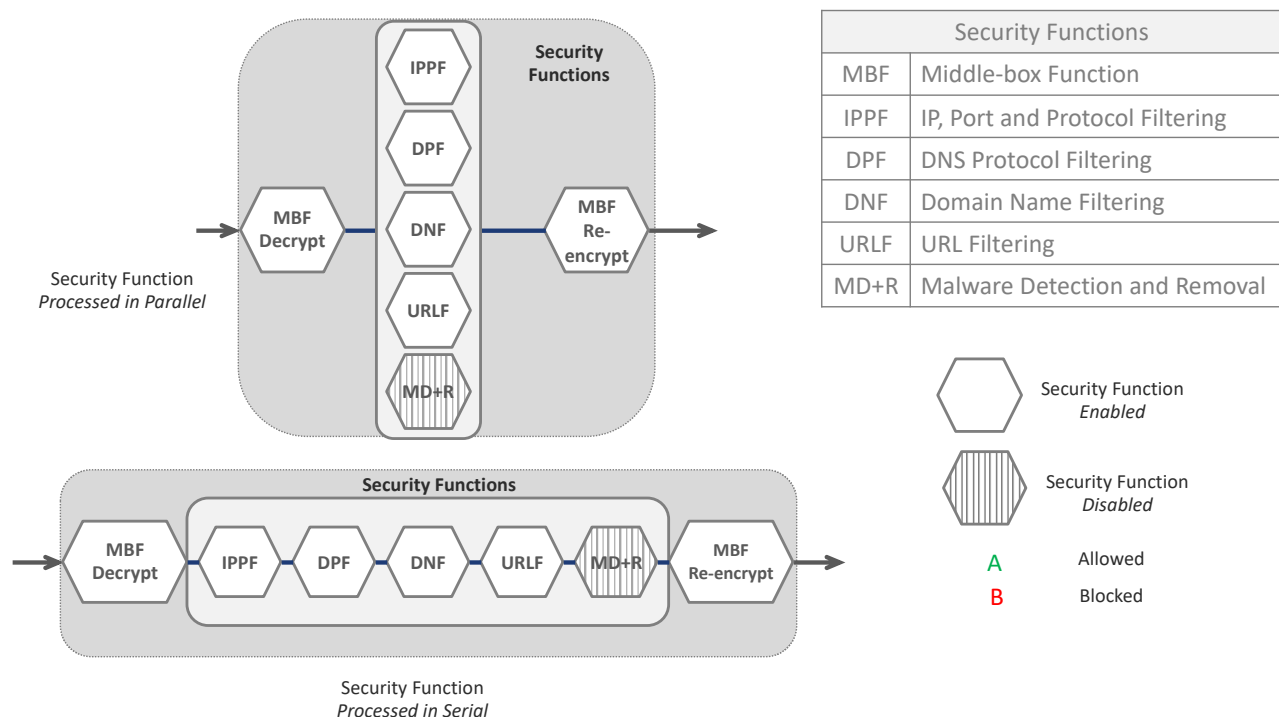 Security
Functions
IPPF
DPF
MBF
Decrypt
DNF
MBF
Re-
encrypt
URLF
MD+R
Security Function
Processed in Parallel
Security Functions
MBF Middle-box Function
IPPF IP, Port and Protocol Filtering
DPF DNS Protocol Filtering
DNF Domain Name Filtering
URLF URL Filtering
MD+R Malware Detection and Removal
Security Function
Enabled
Security Function
Disabled
A Allowed
B Blocked
Security Functions
MBF
Decrypt
IPPF
DPF
DNF
URLF
MD+R
MBF
Re-encrypt
Security Function
Processed in Serial